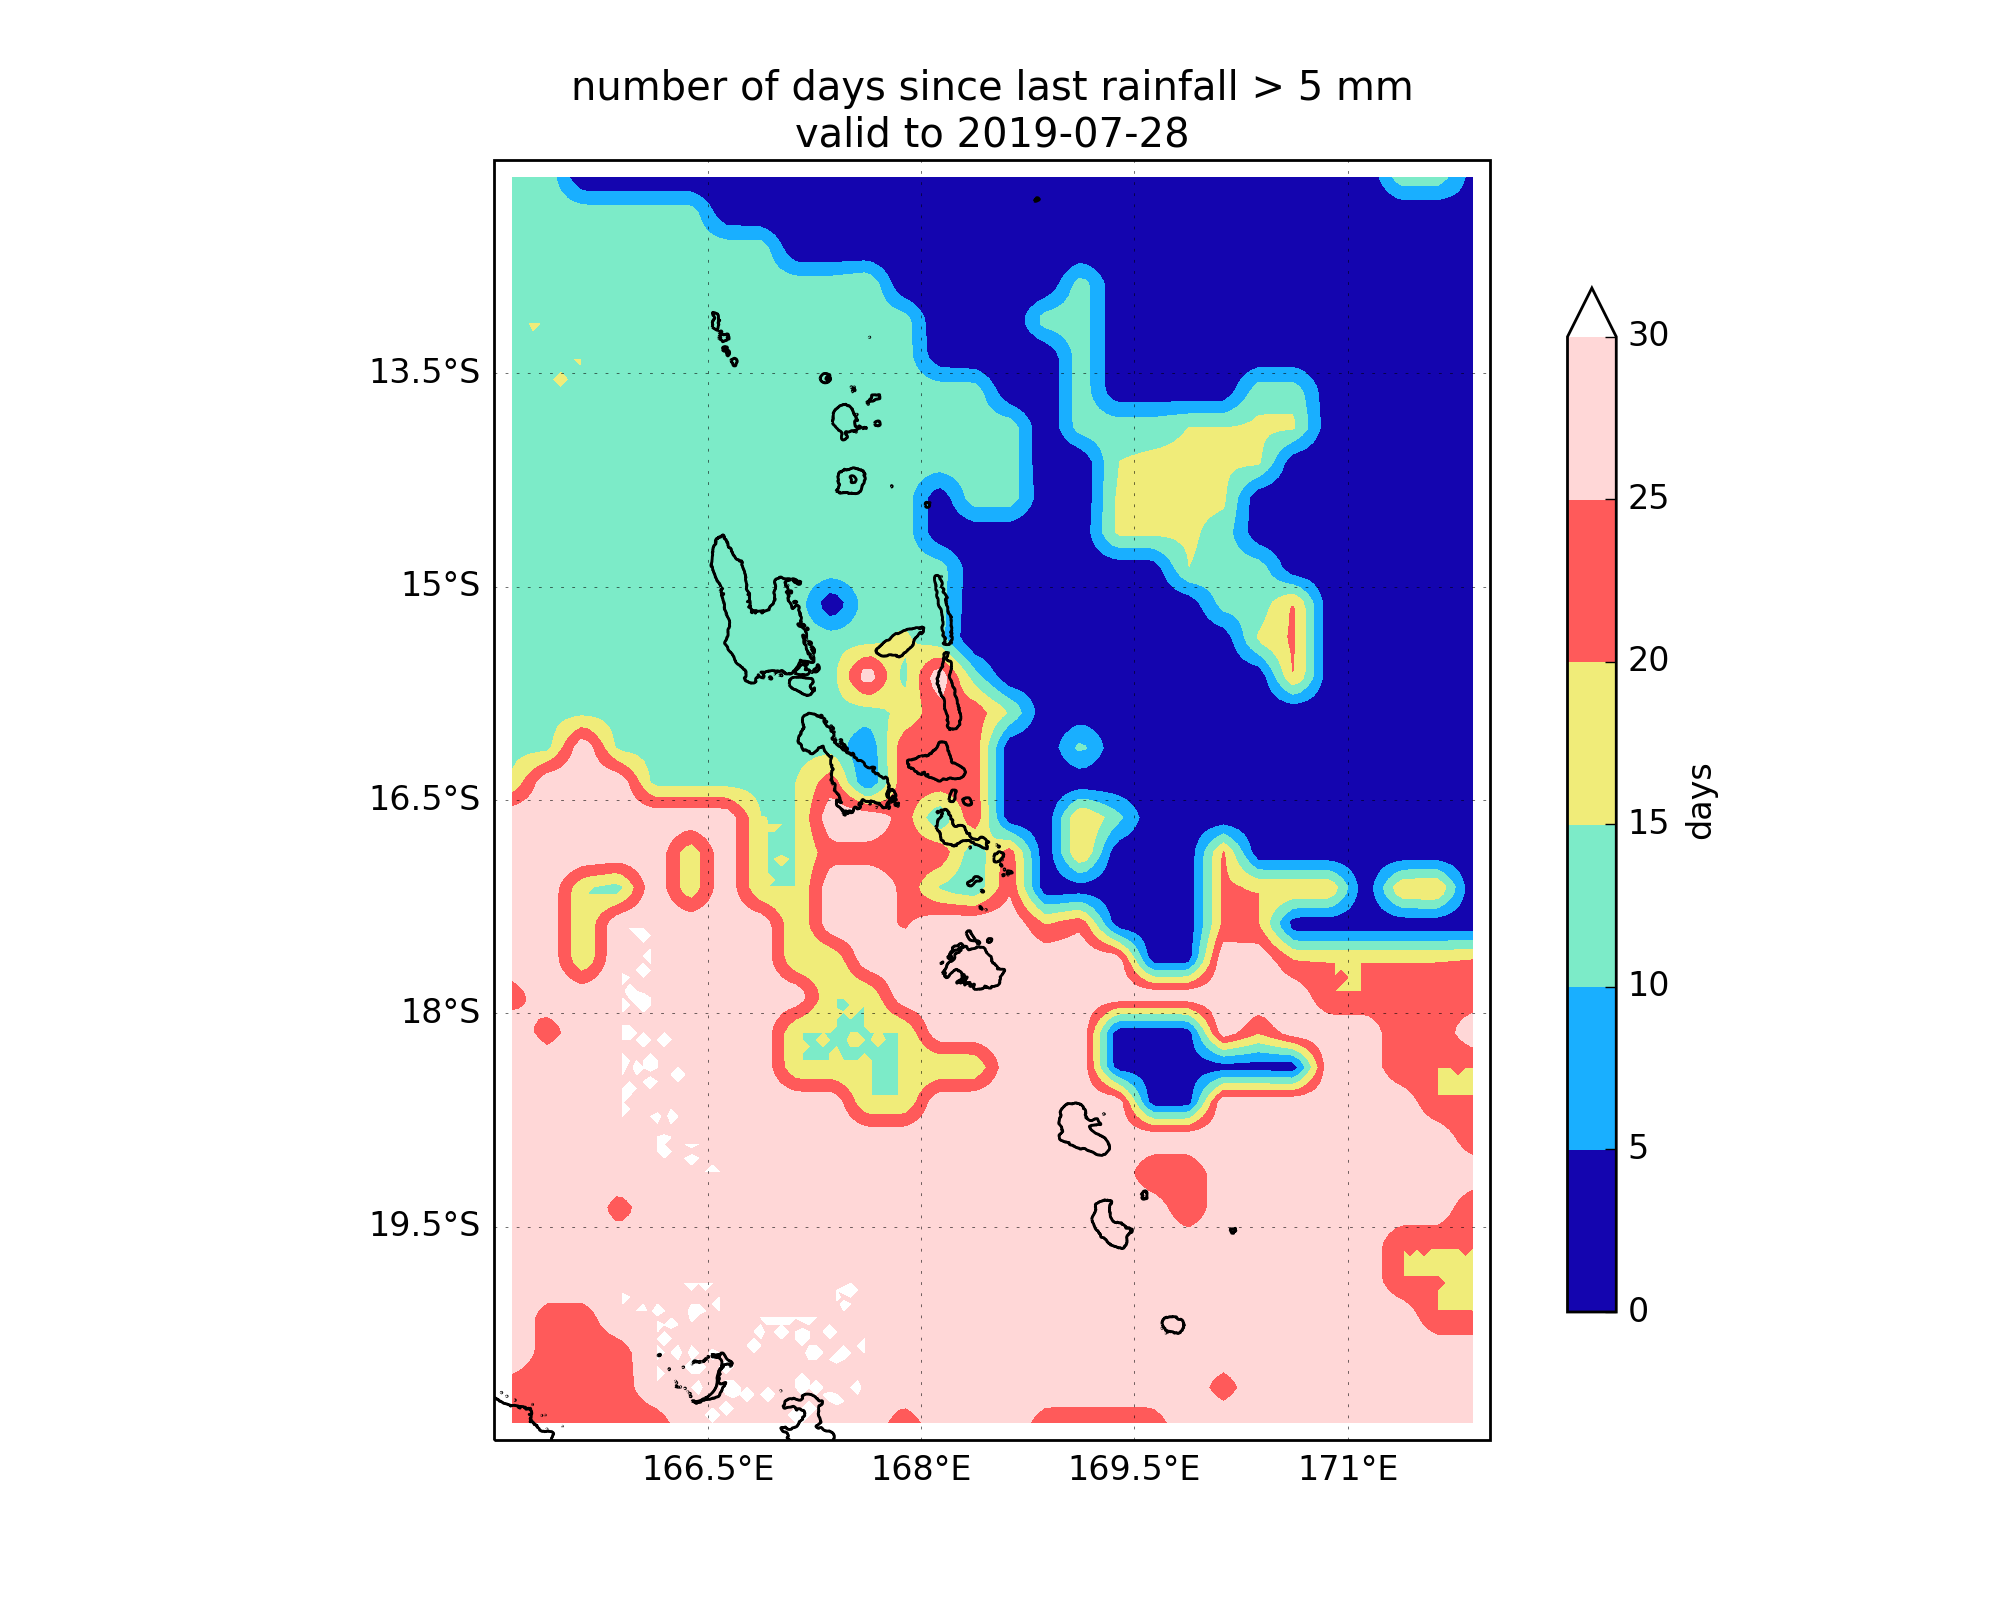 number of days since last rainfall > 5 mm
valid to 2019-07-28
13.5°S
15°S
16.5°S
18°S
19.5°S
166.5°E
168°E
169.5°E
171°E
30
25
20
15
10
5
0
days